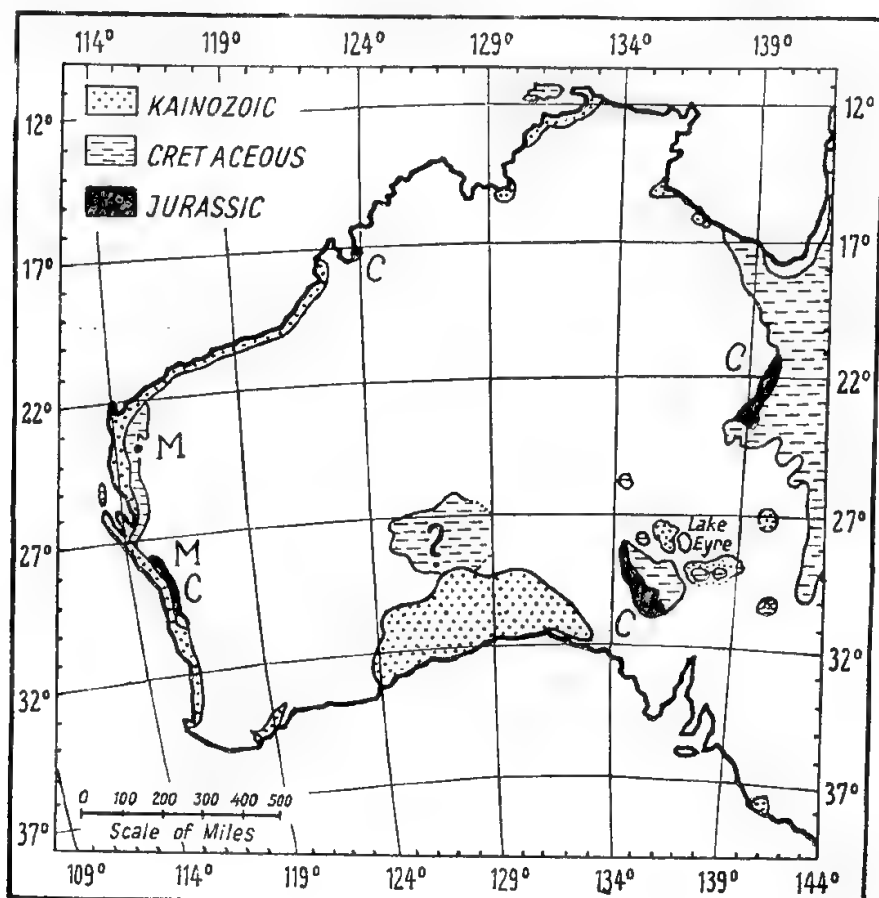 114° 119° 124° 129° 134° 139°
KAINOZOIC
CRETACEOUS
JURASSIC
12° 12°
17° 17°
C
C
22° 22°
M
27° 27°
?
Lake
Eyre
M
C
C
32° 32°
0 100 200 300 400 500
Scale of Miles
37° 37°
109° 114° 119° 124° 129° 134° 139° 144°